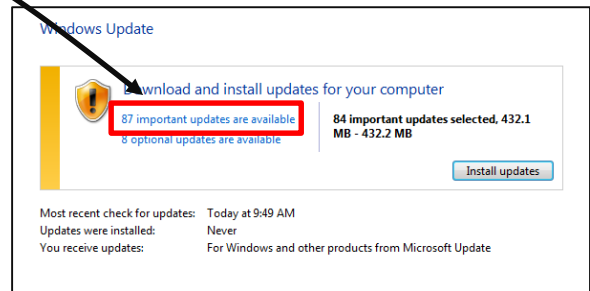 Windows Update
Download and install updates for your computer
87 important updates are available
8 optional updates are available
84 important updates selected, 432.1
MB - 432.2 MB
Install updates
Most recent check for updates: Today at 9:49 AM
Updates were installed: Never
You receive updates: For Windows and other products from Microsoft Update